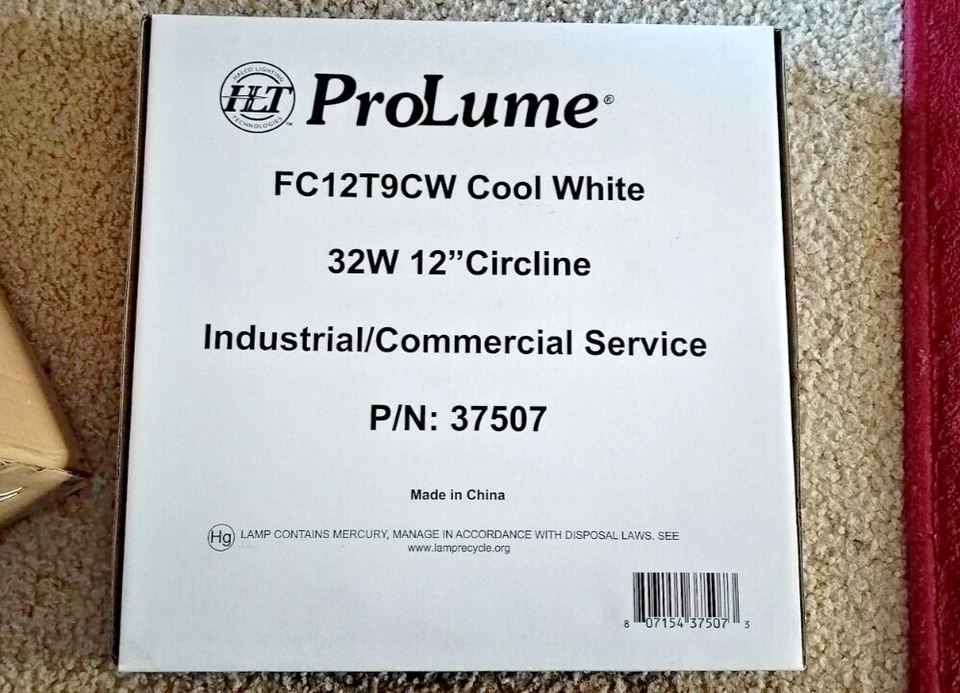 HALCO LIGHTING
HLT
TECHNOLOGIES™
ProLume®
FC12T9CW Cool White
32W 12”Circline
Industrial/Commercial Service
P/N: 37507
Made in China
Hg LAMP CONTAINS MERCURY, MANAGE IN ACCORDANCE WITH DISPOSAL LAWS. SEE
www.lamprecycle.org
8 07154 37507 3